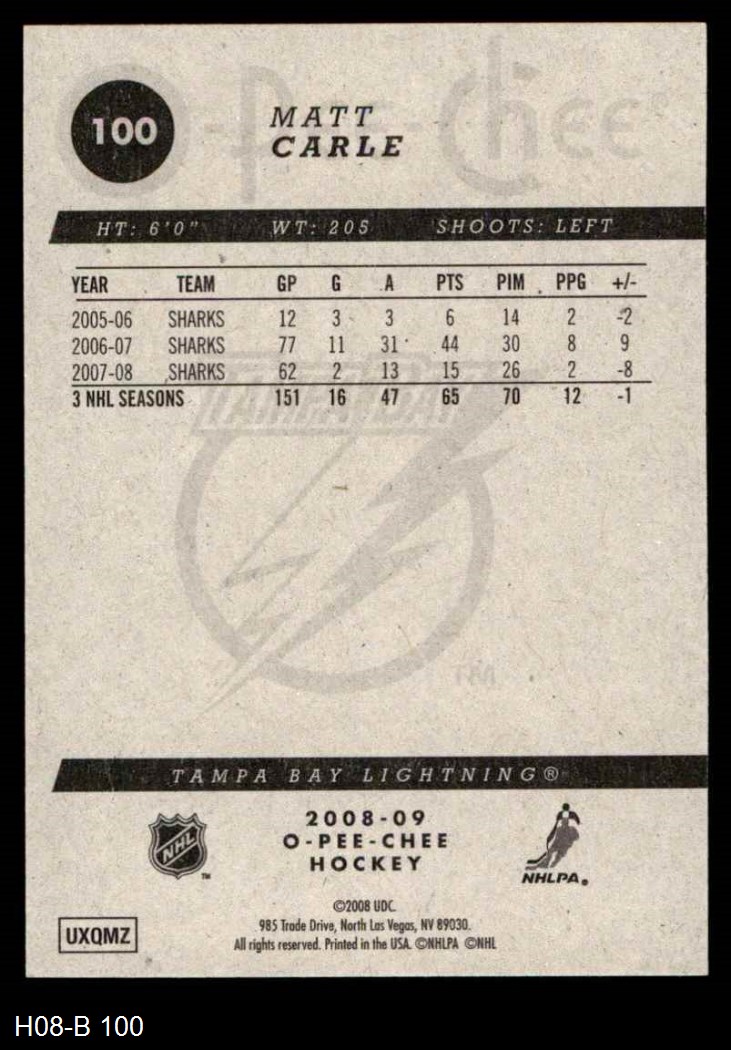 O-Pee-Chee®
100
MATT
CARLE
HT: 6'0" WT: 205 SHOOTS: LEFT
YEAR TEAM GP G A PTS PIM PPG +/-
2005-06 SHARKS 12 3 3 6 14 2 -2
2006-07 SHARKS 77 11 31 44 30 8 9
2007-08 SHARKS 62 2 13 15 26 2 -8
3 NHL SEASONS 151 16 47 65 70 12 -1
TAMPA BAY
TM
TAMPA BAY LIGHTNING®
NHL
TM
2008-09
O-PEE-CHEE
HOCKEY
NHLPA®
©2008 UDC.
985 Trade Drive, North Las Vegas, NV 89030.
All rights reserved. Printed in the USA. ©NHLPA ©NHL
UXQMZ
H08-B 100